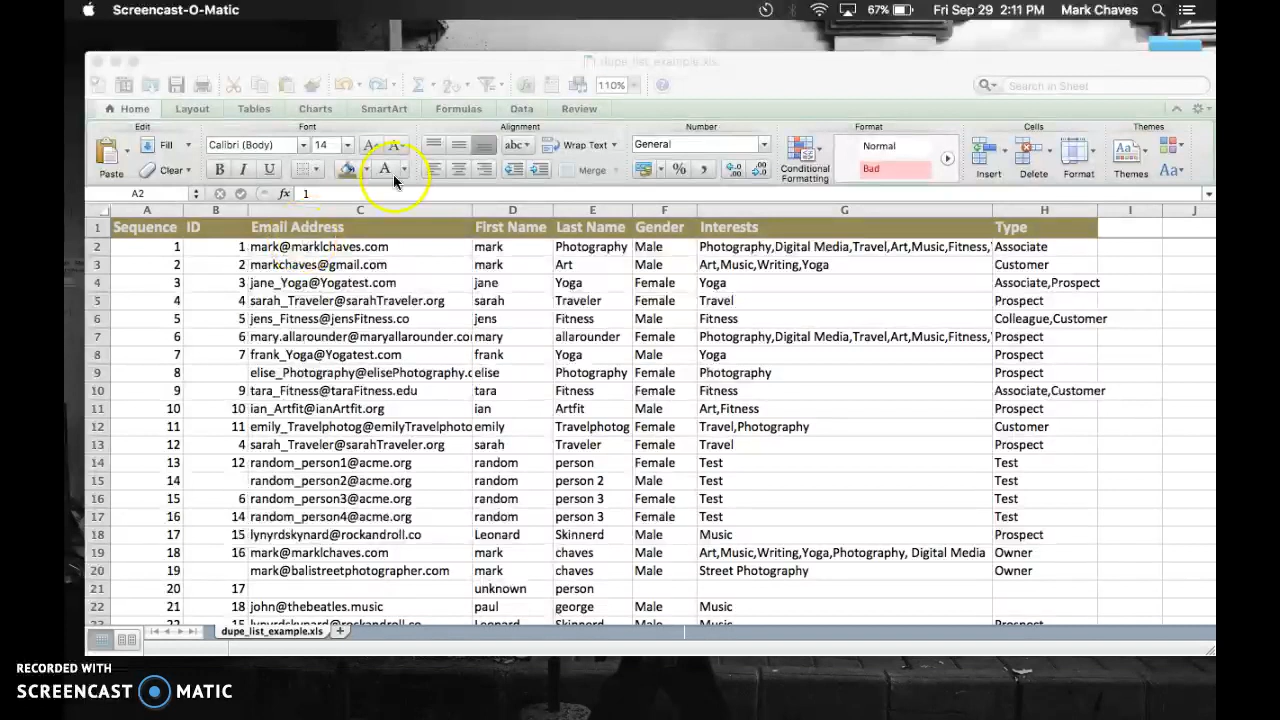 Screencast-O-Matic 67% Fri Sep 29 2:11 PM Mark Chaves
dupe_list_example.xls
110% Search in Sheet
Home Layout Tables Charts SmartArt Formulas Data Review
Edit Font Alignment Number Format Cells Themes
Fill Calibri (Body) 14 A A abc Wrap Text General Normal
Paste Clear B I U A Merge % , Conditional Formatting Bad Insert Delete Format Themes Aa
A2 fx 1
A B C D E F G H I J
1 Sequence ID Email Address First Name Last Name Gender Interests Type
2 1 1 mark@marklchaves.com mark Photography Male Photography,Digital Media,Travel,Art,Music,Fitness, Associate
3 2 2 markchaves@gmail.com mark Art Male Art,Music,Writing,Yoga Customer
4 3 3 jane_Yoga@Yogatest.com jane Yoga Female Yoga Associate,Prospect
5 4 4 sarah_Traveler@sarahTraveler.org sarah Traveler Female Travel Prospect
6 5 5 jens_Fitness@jensFitness.co jens Fitness Male Fitness Colleague,Customer
7 6 6 mary.allarounder@maryallarounder.co mary allarounder Female Photography,Digital Media,Travel,Art,Music,Fitness, Prospect
8 7 7 frank_Yoga@Yogatest.com frank Yoga Male Yoga Prospect
9 8 elise_Photography@elisePhotography.c elise Photography Female Photography Prospect
10 9 9 tara_Fitness@taraFitness.edu tara Fitness Female Fitness Associate,Customer
11 10 10 ian_Artfit@ianArtfit.org ian Artfit Male Art,Fitness Prospect
12 11 11 emily_Travelphotog@emilyTravelphoto emily Travelphotog Female Travel,Photography Customer
13 12 4 sarah_Traveler@sarahTraveler.org sarah Traveler Female Travel Prospect
14 13 12 random_person1@acme.org random person Female Test Test
15 14 random_person2@acme.org random person 2 Male Test Test
16 15 6 random_person3@acme.org random person 3 Female Test Test
17 16 14 random_person4@acme.org random person 3 Female Test Test
18 17 15 lynyrdskynard@rockandroll.co Leonard Skinnerd Male Music Prospect
19 18 16 mark@marklchaves.com mark chaves Male Art,Music,Writing,Yoga,Photography, Digital Media Owner
20 19 mark@balistreetphotographer.com mark chaves Male Street Photography Owner
21 20 17 unknown person
22 21 18 john@thebeatles.music paul george Male Music Prospect
dupe_list_example.xls
RECORDED WITH
SCREENCAST MATIC